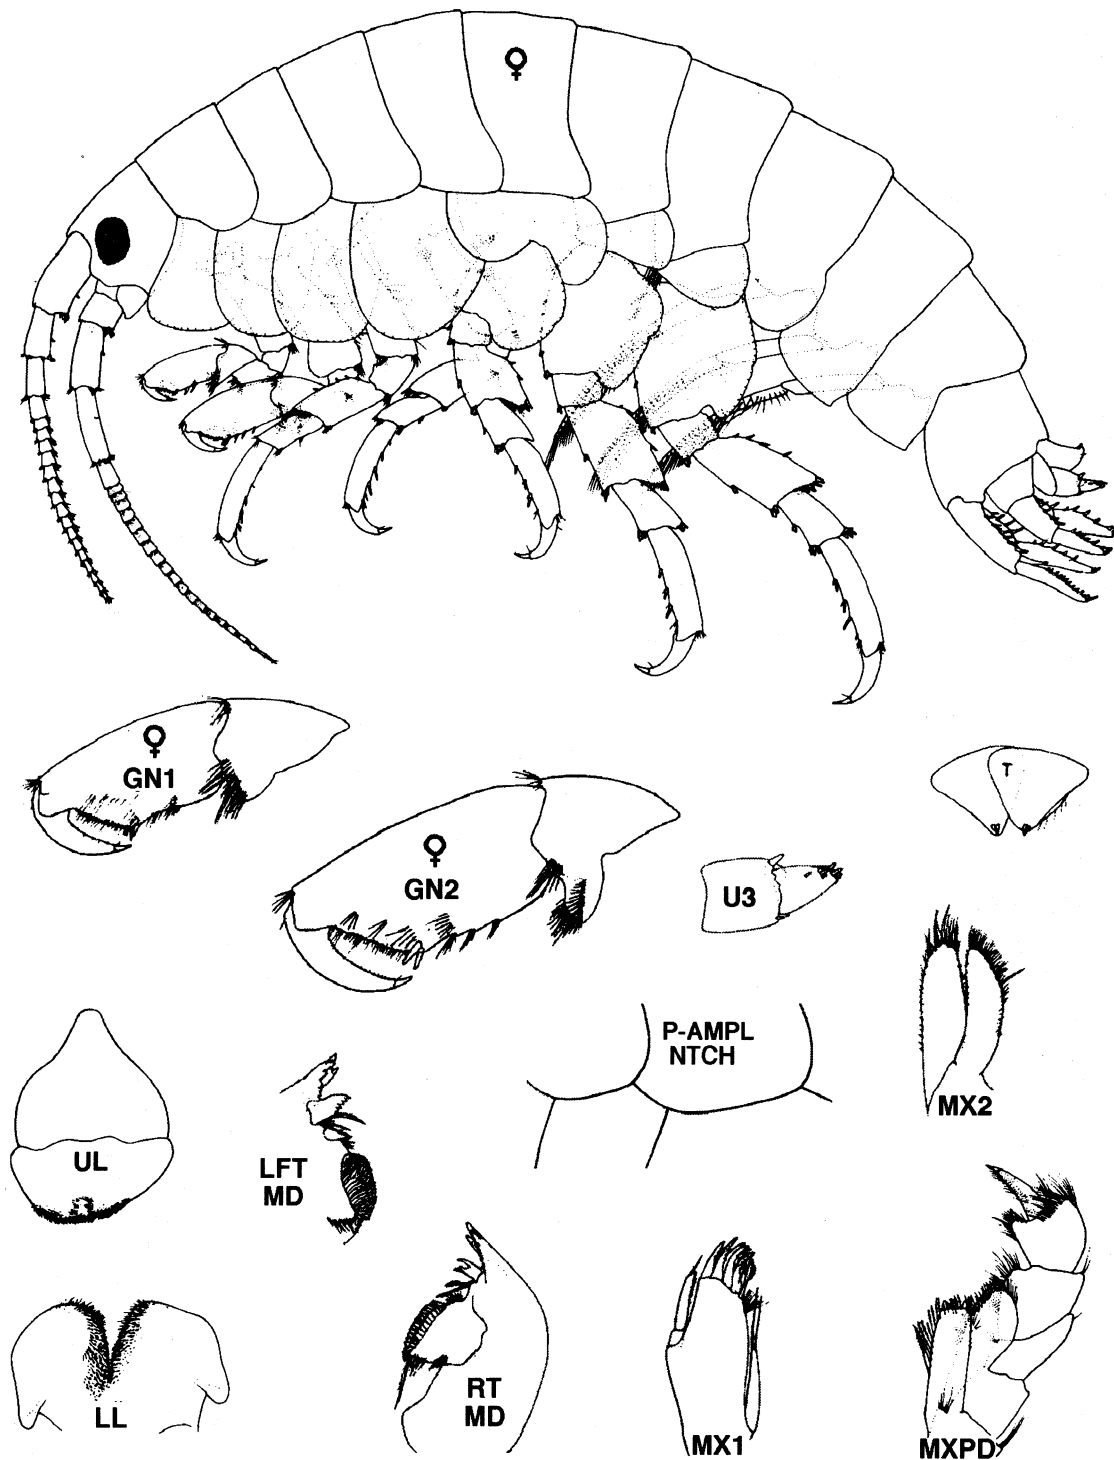 ♀
♀
GN1
T
♀
GN2
U3
P-AMPL
NTCH
MX2
UL
LFT
MD
RT
MD
LL
MX1
MXPD